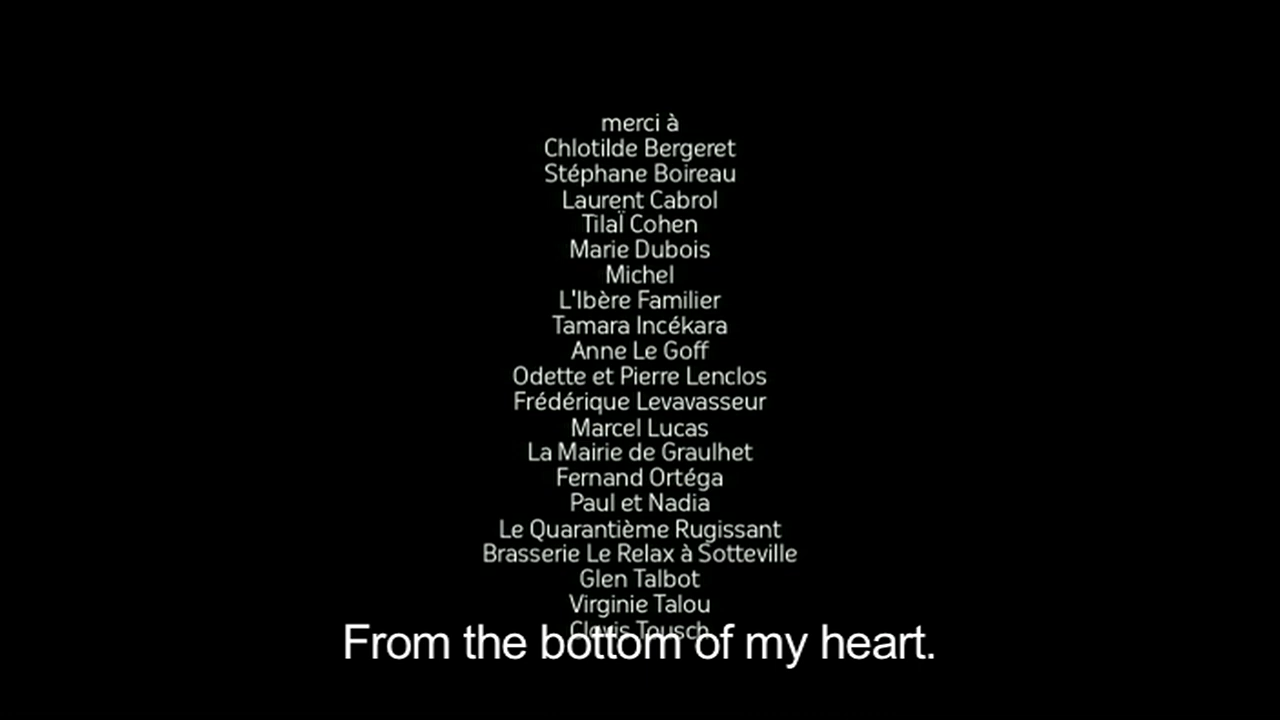 merci à
Chlotilde Bergeret
Stéphane Boireau
Laurent Cabrol
TilaÏ Cohen
Marie Dubois
Michel
L'Ibère Familier
Tamara Incékara
Anne Le Goff
Odette et Pierre Lenclos
Frédérique Levavasseur
Marcel Lucas
La Mairie de Graulhet
Fernand Ortéga
Paul et Nadia
Le Quarantième Rugissant
Brasserie Le Relax à Sotteville
Glen Talbot
Virginie Talou
Clovis Tousch
From the bottom of my heart.